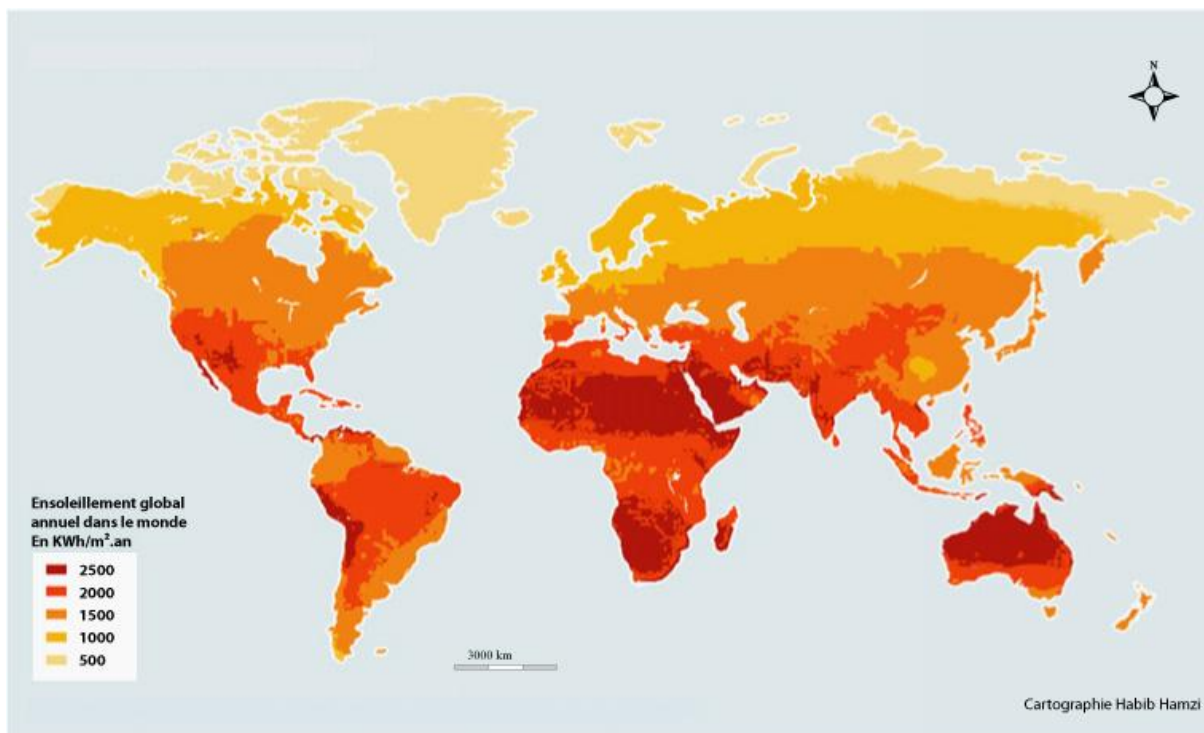 N
Ensoleillement global
annuel dans le monde
En KWh/m².an
2500
2000
1500
1000
500
3000 km
Cartographie Habib Hamzi